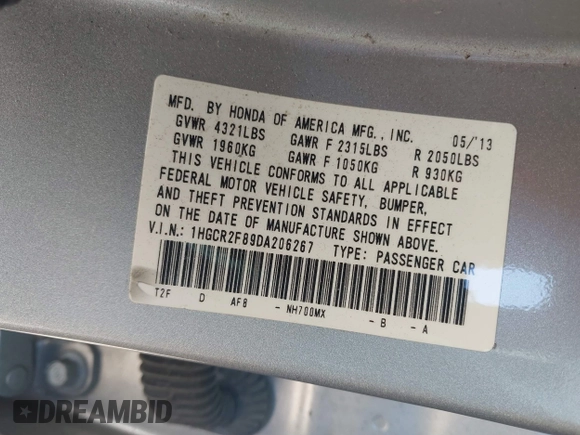 MFD. BY HONDA OF AMERICA MFG., INC. 05/'13
GVWR 4321LBS GAWR F 2315LBS R 2050LBS
GVWR 1960KG GAWR F 1050KG R 930KG
THIS VEHICLE CONFORMS TO ALL APPLICABLE
FEDERAL MOTOR VEHICLE SAFETY, BUMPER,
AND THEFT PREVENTION STANDARDS IN EFFECT
ON THE DATE OF MANUFACTURE SHOWN ABOVE.
V.I.N.: 1HGCR2F89DA206267 TYPE: PASSENGER CAR
T2F D AF8 - NH700MX - B - A
DREAMBID